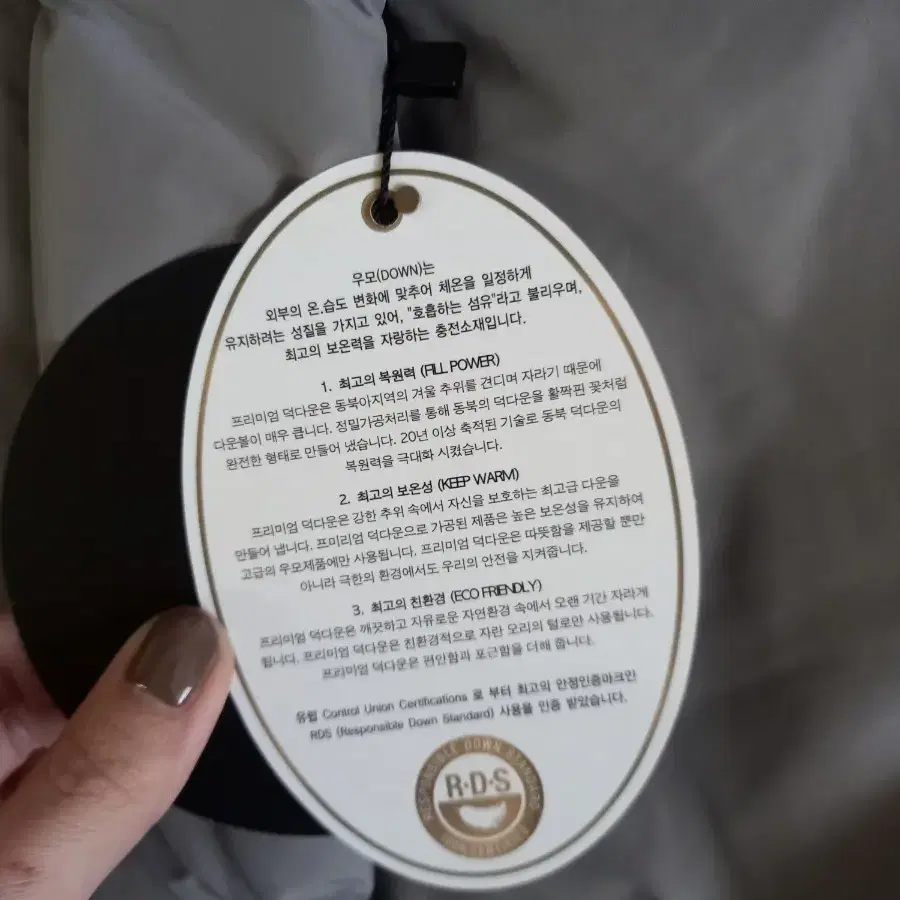 우모(DOWN)는
외부의 온,습도 변화에 맞추어 체온을 일정하게
유지하려는 성질을 가지고 있어, "호흡하는 섬유"라고 불리우며,
최고의 보온력을 자랑하는 충전소재입니다.
1. 최고의 복원력 (FILL POWER)
프리미엄 덕다운은 동북아지역의 겨울 추위를 견디며 자라기 때문에
다운볼이 매우 큽니다. 정밀가공처리를 통해 동북의 덕다운을 활짝핀 꽃처럼
완전한 형태로 만들어 냈습니다. 20년 이상 축적된 기술로 동북 덕다운의
복원력을 극대화 시켰습니다.
2. 최고의 보온성 (KEEP WARM)
프리미엄 덕다운은 강한 추위 속에서 자신을 보호하는 최고급 다운을
만들어 냅니다. 프미리엄 덕다운으로 가공된 제품은 높은 보온성을 유지하여
고급의 우모제품에만 사용됩니다. 프리미엄 덕다운은 따뜻함을 제공할 뿐만
아니라 극한의 환경에서도 우리의 안전을 지켜줍니다.
3. 최고의 친환경 (ECO FRIENDLY)
프리미엄 덕다운은 깨끗하고 자유로운 자연환경 속에서 오랜 기간 자라게
됩니다. 프리미엄 덕다운은 친환경적으로 자란 오리의 털로만 사용됩니다.
프리미엄 덕다운은 편안함과 포근함을 더해 줍니다.
유럽 Control Union Certifications 로 부터 최고의 안정인증마크인
RDS (Responsible Down Standard) 사용을 인증 받았습니다.
RESPONSIBLE DOWN STANDARD
R·D·S